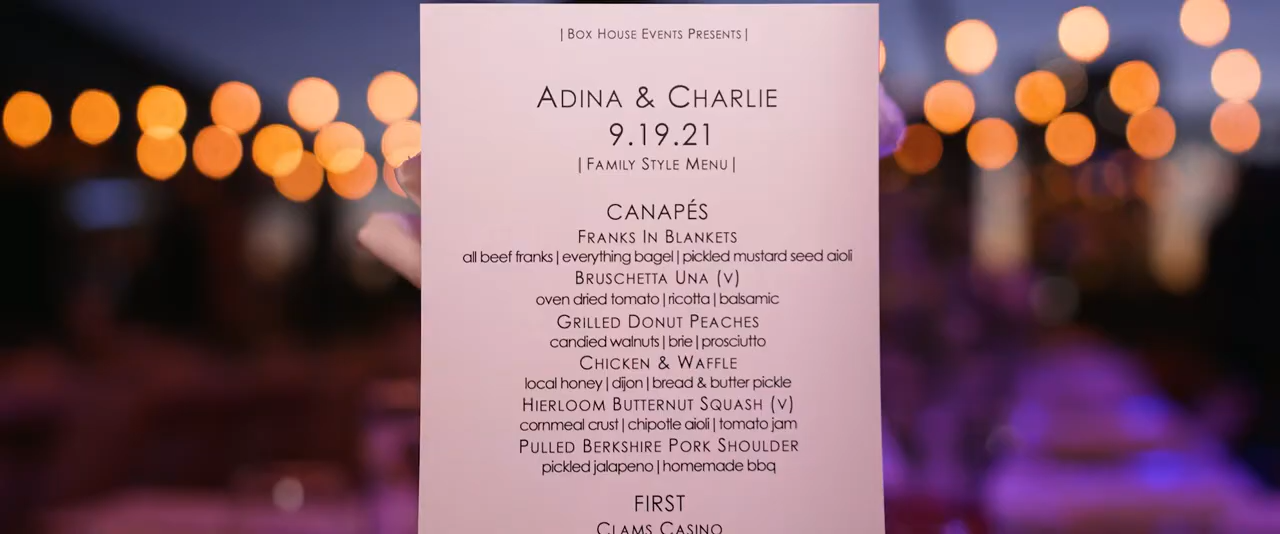 | Box House Events Presents |
Adina & Charlie
9.19.21
| Family Style Menu |
CANAPÉS
Franks In Blankets
all beef franks | everything bagel | pickled mustard seed aioli
Bruschetta Una (v)
oven dried tomato | ricotta | balsamic
Grilled Donut Peaches
candied walnuts | brie | prosciutto
Chicken & Waffle
local honey | dijon | bread & butter pickle
Hierloom Butternut Squash (v)
cornmeal crust | chipotle aioli | tomato jam
Pulled Berkshire Pork Shoulder
pickled jalapeno | homemade bbq
FIRST
Clams Casino